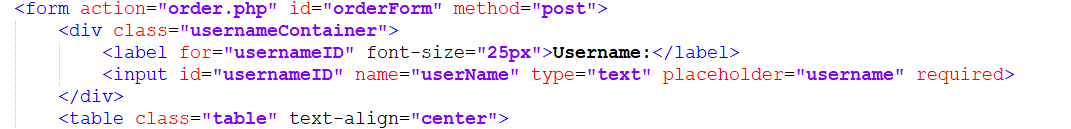 <form action="order.php" id="orderForm" method="post">
<div class="usernameContainer">
<label for="usernameID" font-size="25px">Username:</label>
<input id="usernameID" name="userName" type="text" placeholder="username" required>
</div>
<table class="table" text-align="center">